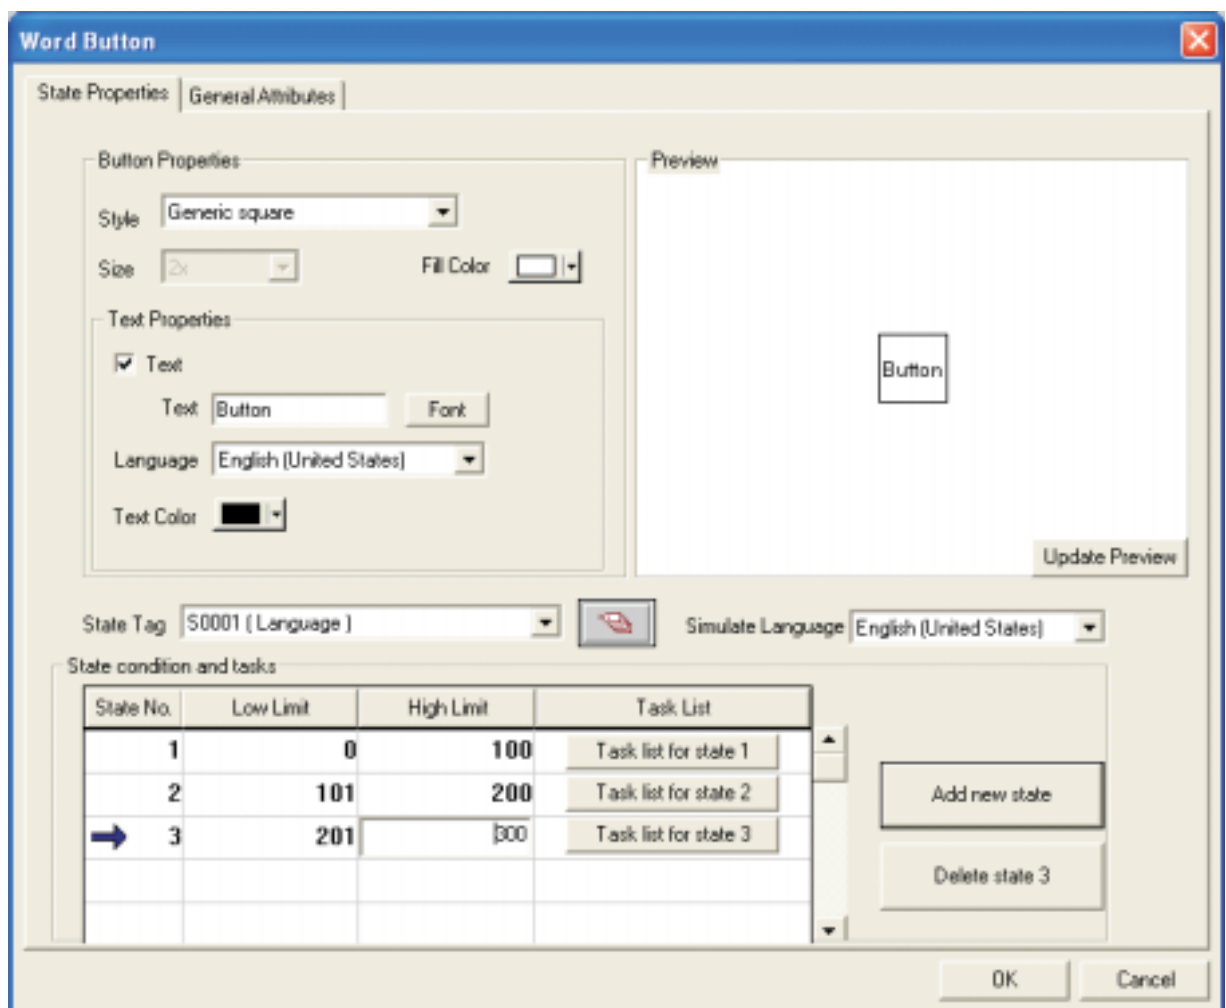 Word Button
State Properties General Attributes
Button Properties
Preview
Style Generic square
Size 2x Fill Color
Text Properties
Text
Text Button Font
Button
Language English (United States)
Text Color
Update Preview
State Tag S0001 ( Language ) Simulate Language English (United States)
State condition and tasks
State No. Low Limit High Limit Task List
1 0 100 Task list for state 1
2 101 200 Task list for state 2
3 201 300 Task list for state 3
Add new state
Delete state 3
OK Cancel